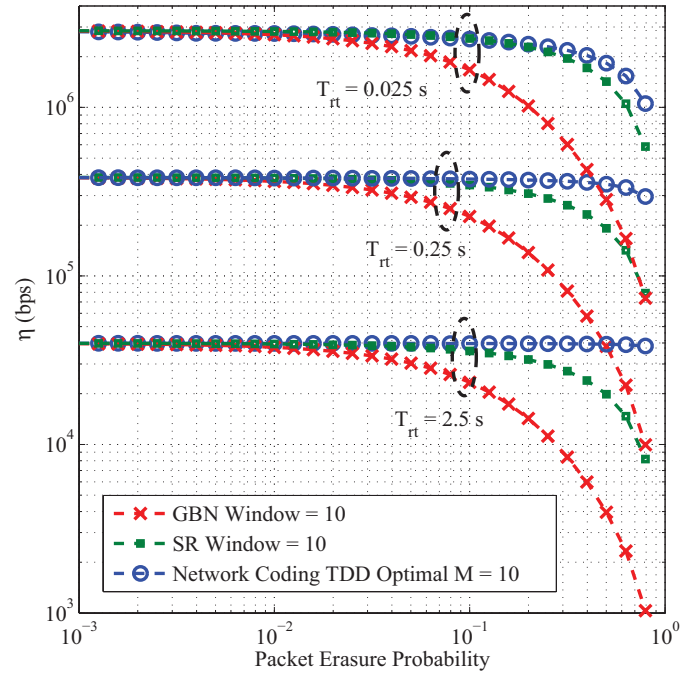 10^6
10^5
10^4
10^3
η (bps)
T_rt = 0.025 s
T_rt = 0.25 s
T_rt = 2.5 s
GBN Window = 10
SR Window = 10
Network Coding TDD Optimal M = 10
10^−3
10^−2
10^−1
10^0
Packet Erasure Probability